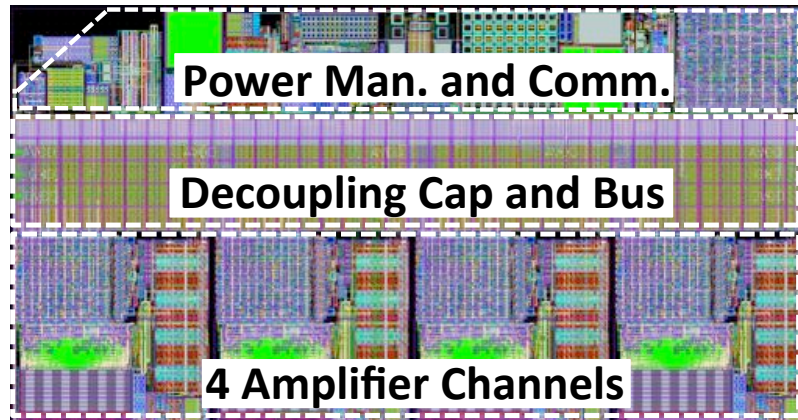 Power Man. and Comm.
Decoupling Cap and Bus
4 Amplifier Channels